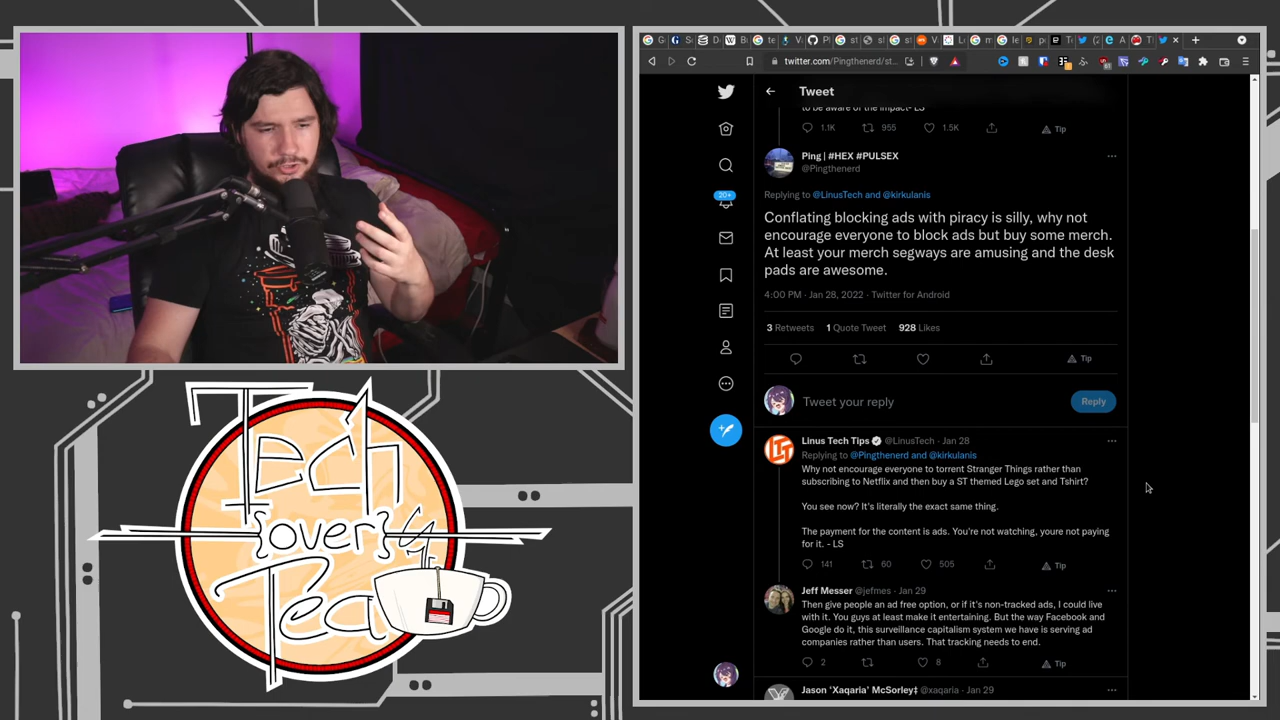 Tech
{over}
Tea
twitter.com/Pingthenerd/st...
Tweet
to be aware of the impact- LS
1.1K 955 1.5K Tip
Ping | #HEX #PULSEX
@Pingthenerd
Replying to @LinusTech and @kirkulanis
Conflating blocking ads with piracy is silly, why not
encourage everyone to block ads but buy some merch.
At least your merch segways are amusing and the desk
pads are awesome.
4:00 PM · Jan 28, 2022 · Twitter for Android
3 Retweets 1 Quote Tweet 928 Likes
Tip
20+
Tweet your reply
Reply
Linus Tech Tips @LinusTech · Jan 28
Replying to @Pingthenerd and @kirkulanis
Why not encourage everyone to torrent Stranger Things rather than
subscribing to Netflix and then buy a ST themed Lego set and Tshirt?
You see now? It's literally the exact same thing.
The payment for the content is ads. You're not watching, youre not paying
for it. - LS
141 60 505 Tip
Jeff Messer @jefmes · Jan 29
Then give people an ad free option, or if it's non-tracked ads, I could live
with it. You guys at least make it entertaining. But the way Facebook and
Google do it, this surveillance capitalism system we have is serving ad
companies rather than users. That tracking needs to end.
2 8 Tip
Jason 'Xaqaria' McSorley‡ @xaqaria · Jan 29